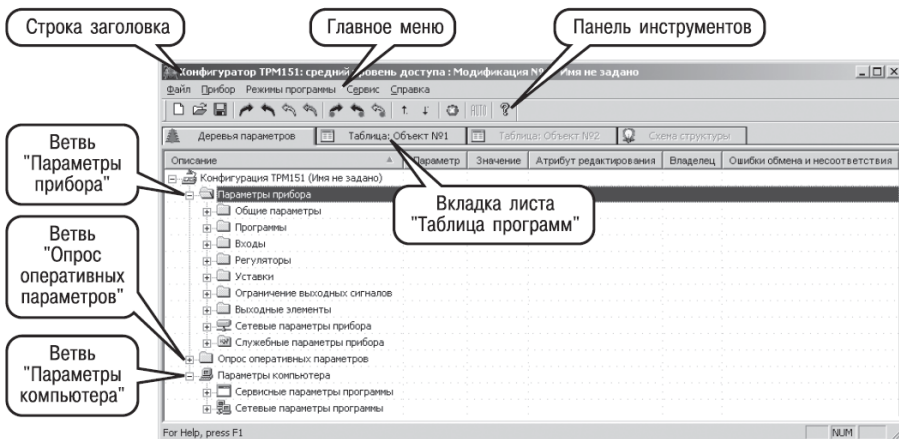 Строка заголовка
Главное меню
Панель инструментов
Конфигуратор ТРМ151: средний уровень доступа : Модификация Имя не задано
Файл Прибор Режимы программы Сервис Справка
Деревья параметров Таблица: Объект №1 Таблица: Объект №2 Схема структуры
Описание Параметр Значение Атрибут редактирования Владелец Ошибки обмена и несоответствия
Конфигурация ТРМ151 (Имя не задано)
Параметры прибора
Общие параметры
Программы
Входы
Регуляторы
Уставки
Ограничение выходных сигналов
Выходные элементы
Сетевые параметры прибора
Служебные параметры прибора
Опрос оперативных параметров
Параметры компьютера
Сервисные параметры программы
Сетевые параметры программы
For Help, press F1
NUM
Ветвь
"Параметры
прибора"
Ветвь
"Опрос
оперативных
параметров"
Ветвь
"Параметры
компьютера"
Вкладка листа
"Таблица программ"